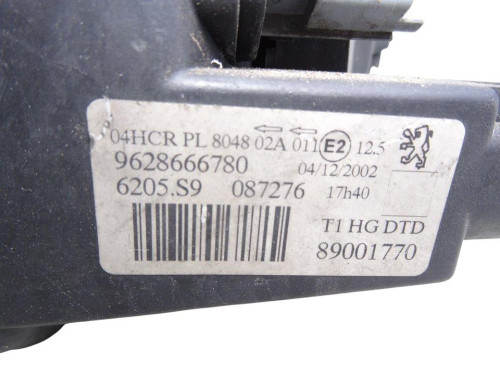 04HCR PL 8048 02A 011 E2 12.5
9628666780 04/12/2002
6205.S9 087276 17h40
T1 HG DTD
89001770